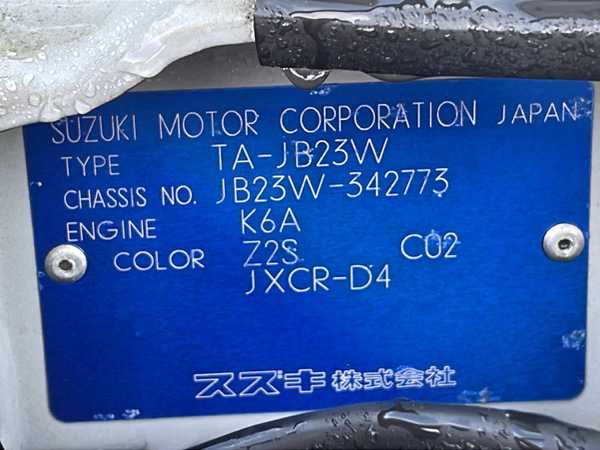 SUZUKI MOTOR CORPORATION JAPAN
TYPE TA-JB23W
CHASSIS NO. JB23W-342773
ENGINE K6A
COLOR Z2S C02
JXCR-D4
スズキ株式会社